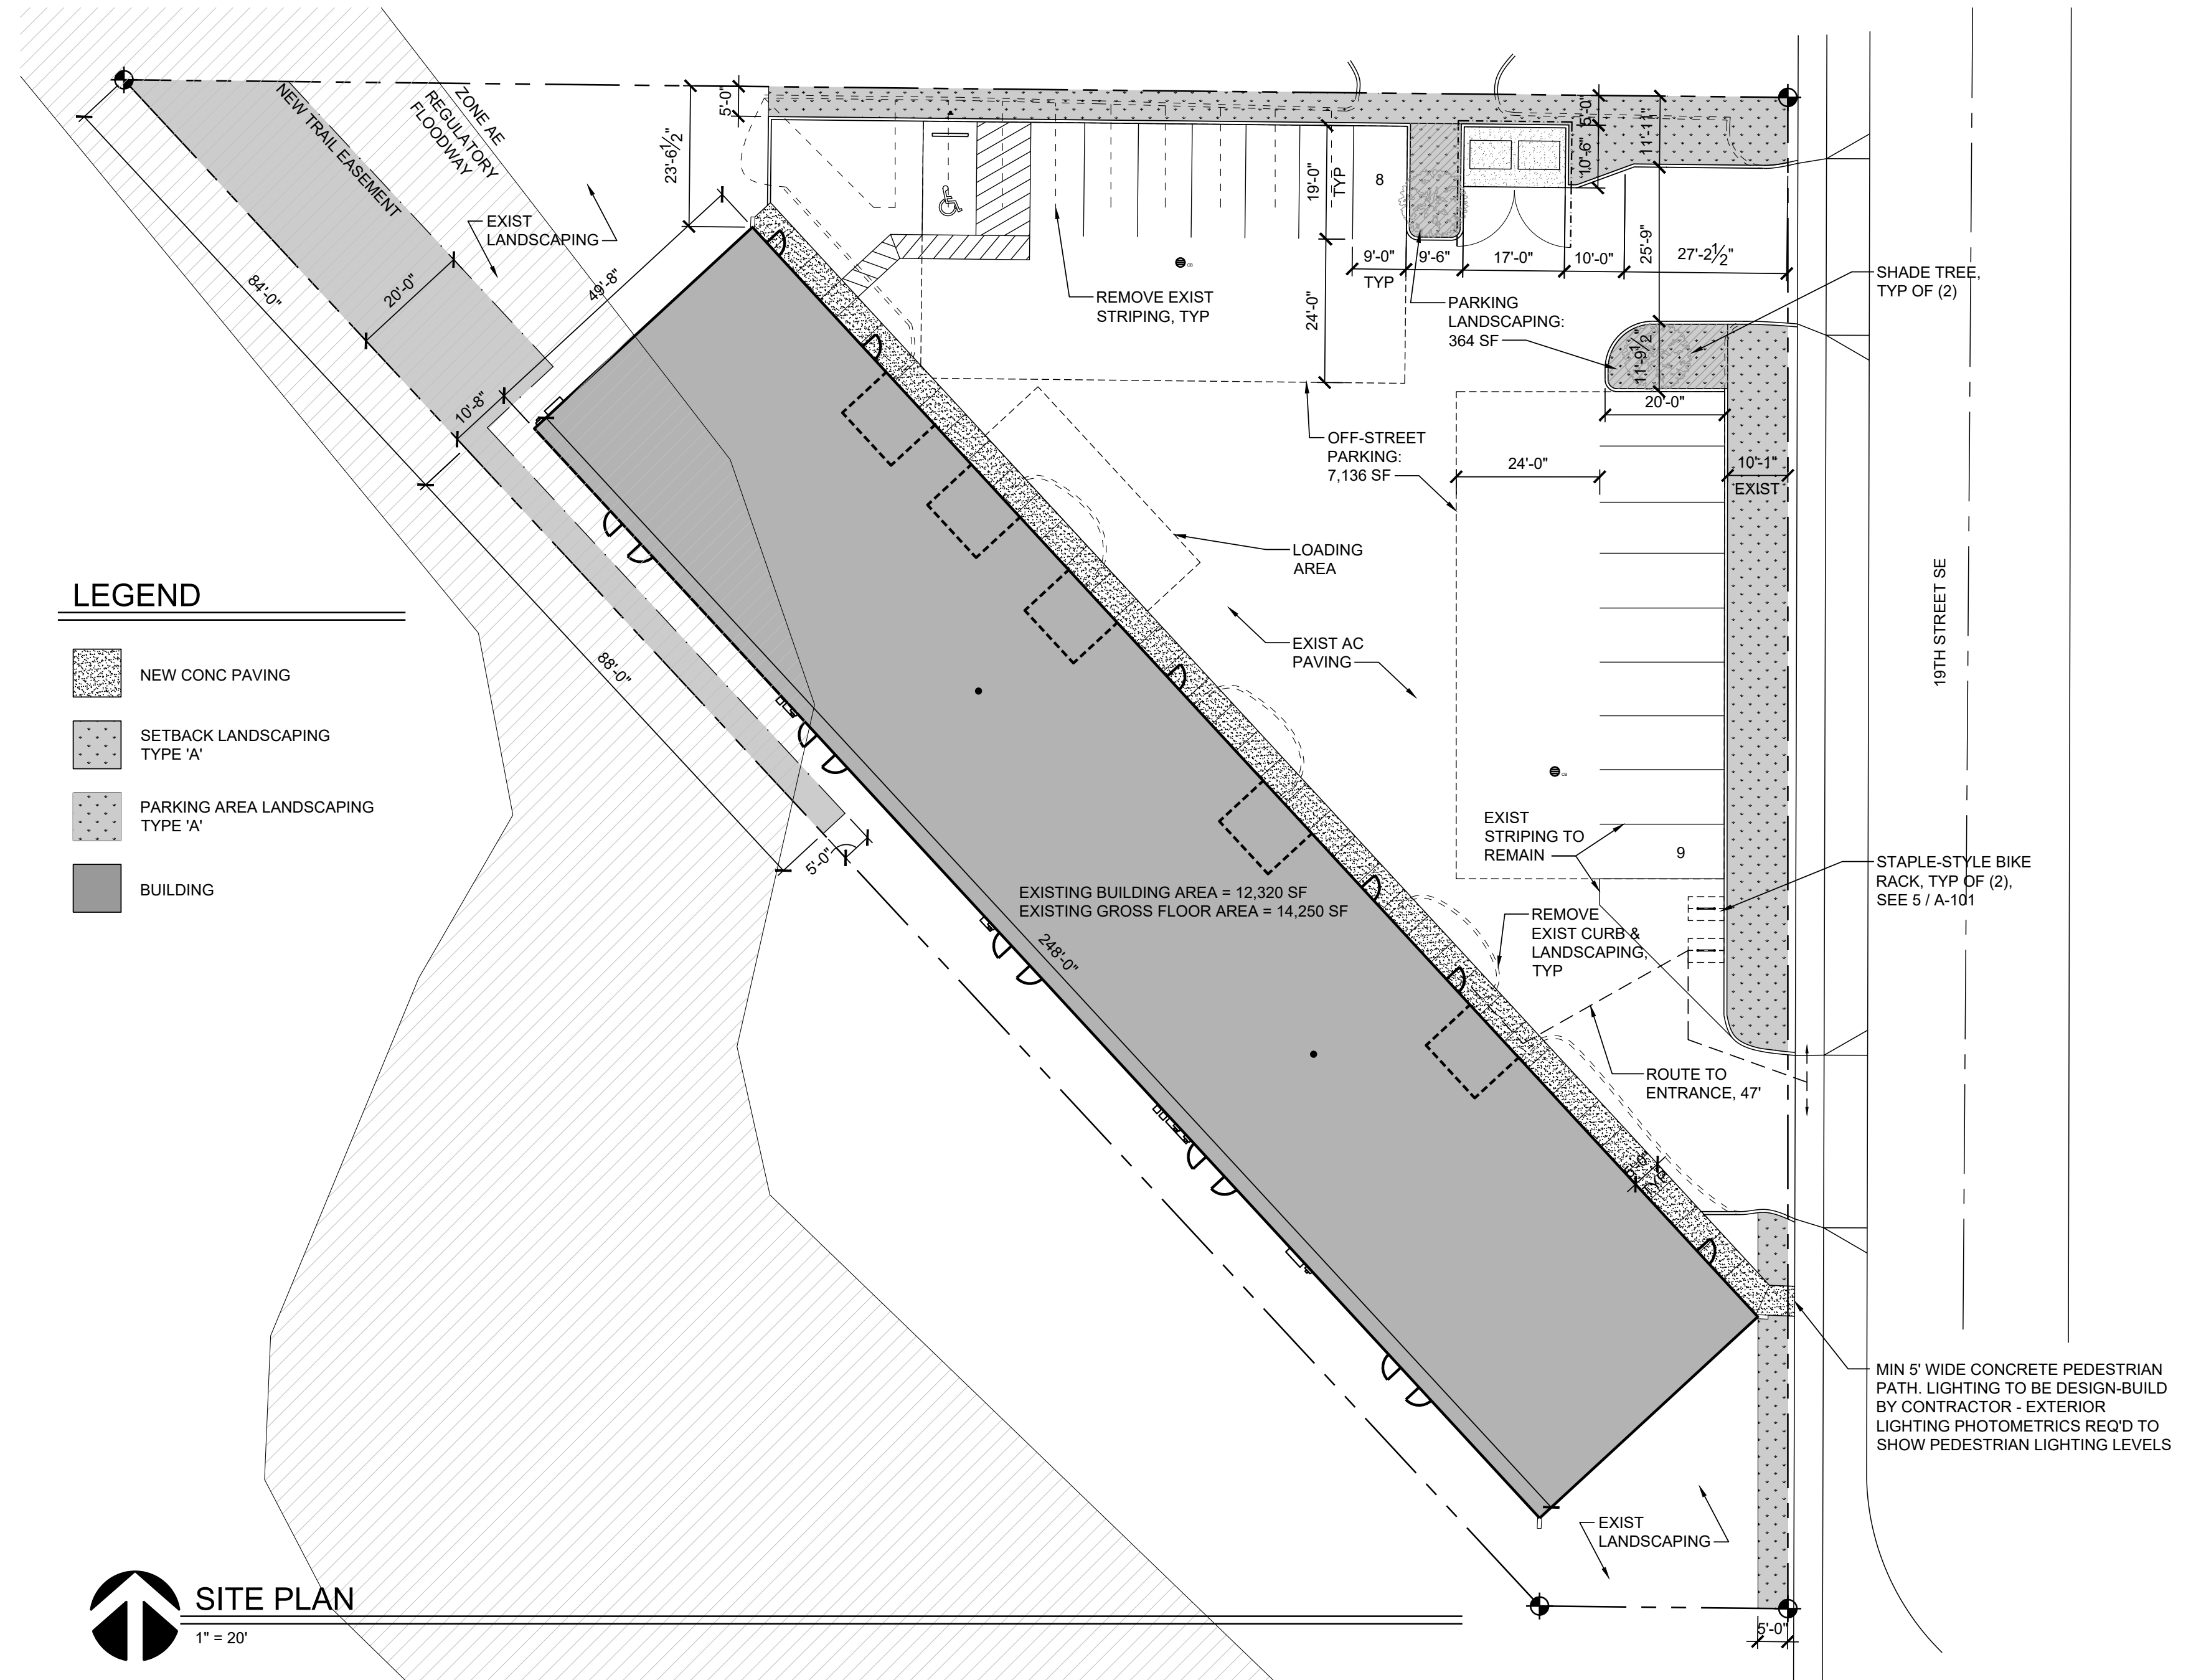 NEW TRAIL EASEMENT
ZONE AE
REGULATORY
FLOODWAY
EXIST
LANDSCAPING
84'-0"
20'-0"
10'-8"
49'-8"
88'-0"
5'-0"
23'-6 1/2"
5'-0"
REMOVE EXIST
STRIPING, TYP
CB
19'-0"
TYP
24'-0"
8
9'-0"
TYP
9'-6"
17'-0"
10'-0"
27'-2 1/2"
5'-0"
10'-6"
11'-11"
25'-9"
11'-9 1/2"
20'-0"
PARKING
LANDSCAPING:
364 SF
SHADE TREE,
TYP OF (2)
OFF-STREET
PARKING:
7,136 SF
24'-0"
10'-1"
EXIST
LOADING
AREA
EXIST AC
PAVING
CB
19TH STREET SE
EXIST
STRIPING TO
REMAIN
9
STAPLE-STYLE BIKE
RACK, TYP OF (2),
SEE 5 / A-101
EXISTING BUILDING AREA = 12,320 SF
EXISTING GROSS FLOOR AREA = 14,250 SF
248'-0"
REMOVE
EXIST CURB &
LANDSCAPING,
TYP
ROUTE TO
ENTRANCE, 47'
MIN 5' WIDE CONCRETE PEDESTRIAN
PATH. LIGHTING TO BE DESIGN-BUILD
BY CONTRACTOR - EXTERIOR
LIGHTING PHOTOMETRICS REQ'D TO
SHOW PEDESTRIAN LIGHTING LEVELS
EXIST
LANDSCAPING
5'-0"
LEGEND
NEW CONC PAVING
SETBACK LANDSCAPING
TYPE 'A'
PARKING AREA LANDSCAPING
TYPE 'A'
BUILDING
SITE PLAN
1" = 20'